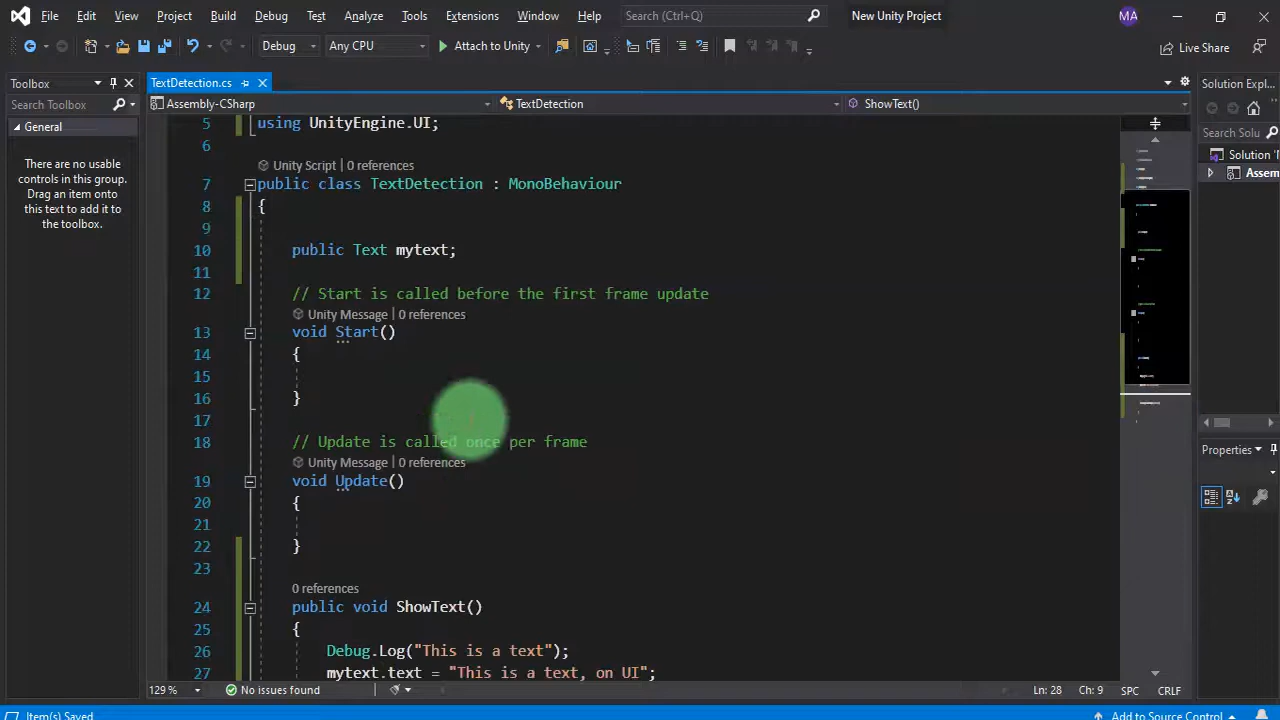 File Edit View Project Build Debug Test Analyze Tools Extensions Window Help Search (Ctrl+Q) New Unity Project MA
Debug Any CPU Attach to Unity Live Share
Toolbox
Search Toolbox
General
There are no usable
controls in this group.
Drag an item onto
this text to add it to
the toolbox.
TextDetection.cs
Assembly-CSharp TextDetection ShowText()
5 using UnityEngine.UI;
6
Unity Script | 0 references
7 public class TextDetection : MonoBehaviour
8 {
9
10 public Text mytext;
11
12 // Start is called before the first frame update
Unity Message | 0 references
13 void Start()
14 {
15
16 }
17
18 // Update is called once per frame
Unity Message | 0 references
19 void Update()
20 {
21
22 }
23
0 references
24 public void ShowText()
25 {
26 Debug.Log("This is a text");
27 mytext.text = "This is a text, on UI";
129 % No issues found Ln: 28 Ch: 9 SPC CRLF
Solution Expl...
Search Solu
Solution 'N
Assem
Properties
Item(s) Saved Add to Source Control